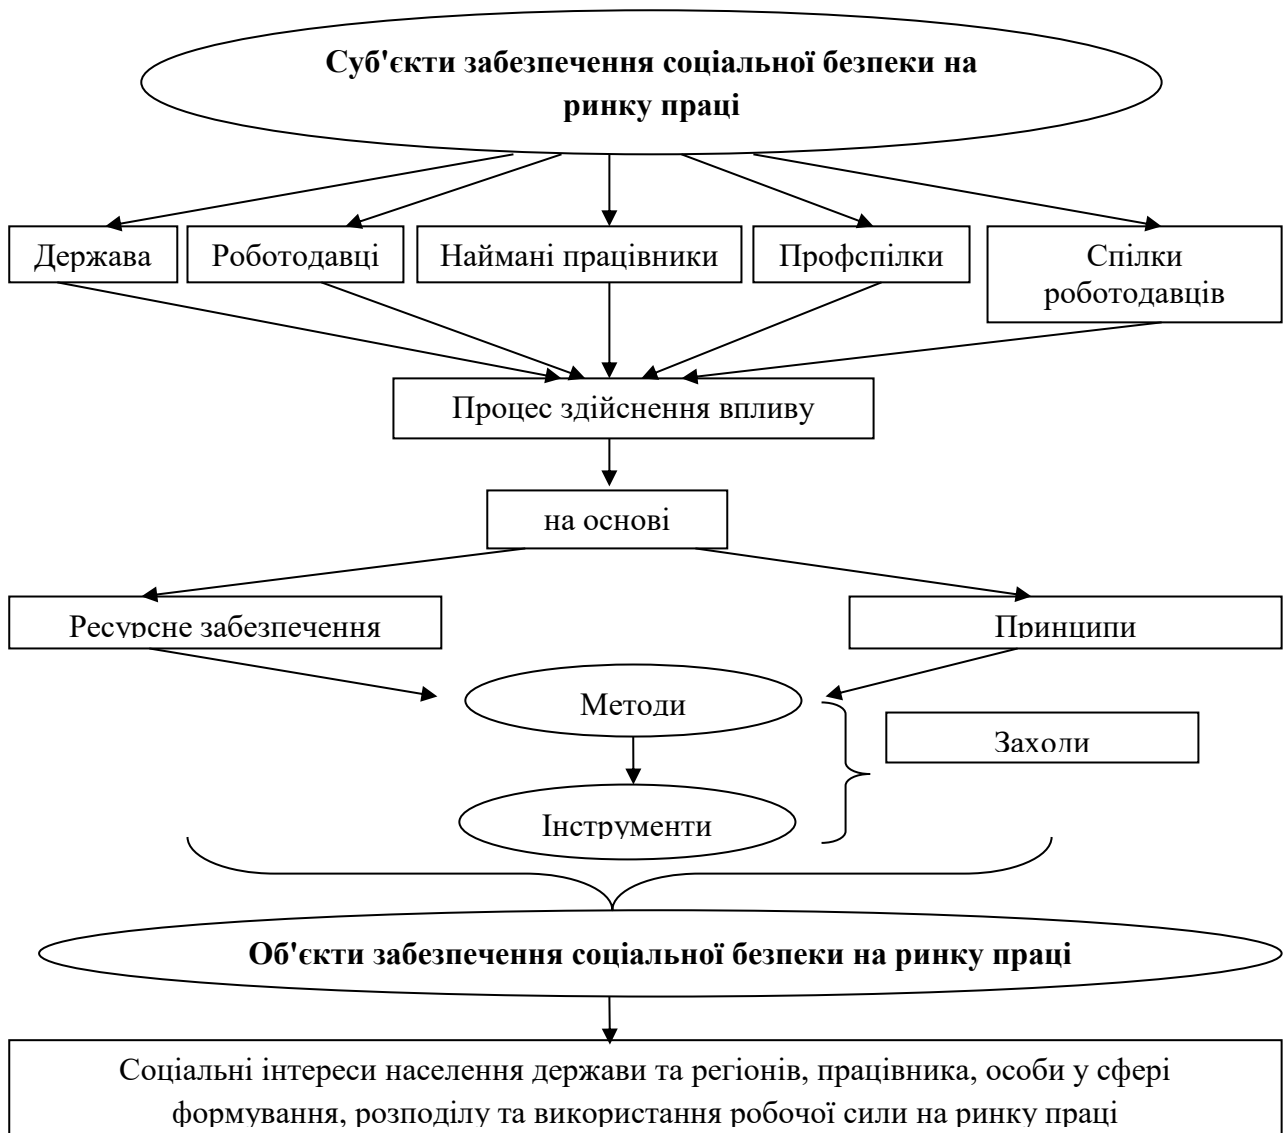 Суб'єкти забезпечення соціальної безпеки на
ринку праці
Держава
Роботодавці
Наймані працівники
Профспілки
Спілки
роботодавців
Процес здійснення впливу
на основі
Ресурсне забезпечення
Принципи
Методи
Заходи
Інструменти
Об'єкти забезпечення соціальної безпеки на ринку праці
Соціальні інтереси населення держави та регіонів, працівника, особи у сфері
формування, розподілу та використання робочої сили на ринку праці